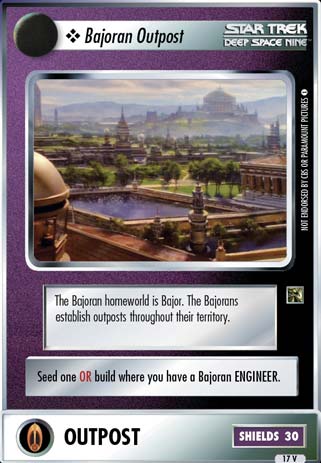 ❖ Bajoran Outpost
STAR TREK
DEEP SPACE NINE™
NOT ENDORSED BY CBS OR PARAMOUNT PICTURES
The Bajoran homeworld is Bajor. The Bajorans
establish outposts throughout their territory.
Seed one OR build where you have a Bajoran ENGINEER.
OUTPOST
SHIELDS 30
17 V